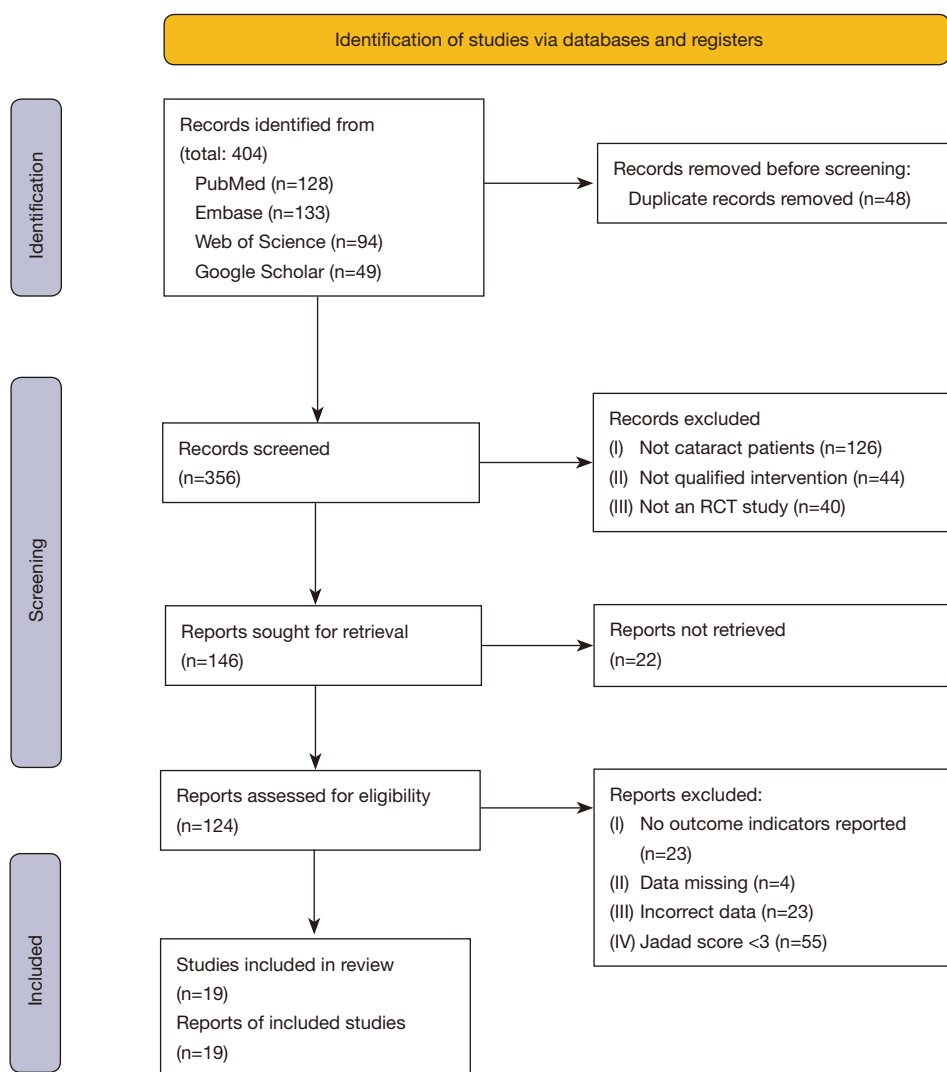 Identification of studies via databases and registers
Identification
Records identified from
(total: 404)
PubMed (n=128)
Embase (n=133)
Web of Science (n=94)
Google Scholar (n=49)
Records removed before screening:
Duplicate records removed (n=48)
Screening
Records screened
(n=356)
Records excluded
(I) Not cataract patients (n=126)
(II) Not qualified intervention (n=44)
(III) Not an RCT study (n=40)
Reports sought for retrieval
(n=146)
Reports not retrieved
(n=22)
Reports assessed for eligibility
(n=124)
Reports excluded:
(I) No outcome indicators reported
(n=23)
(II) Data missing (n=4)
(III) Incorrect data (n=23)
(IV) Jadad score <3 (n=55)
Included
Studies included in review
(n=19)
Reports of included studies
(n=19)